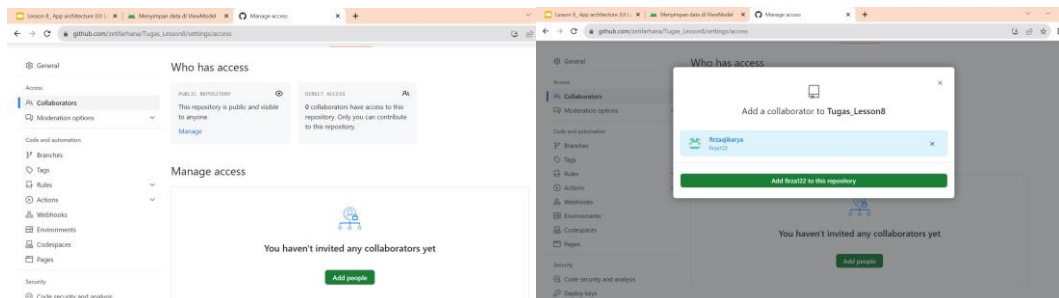 Lesson 8_ App architecture (UI L
Menyimpan data di ViewModel
Manage access
github.com/zetifarhana/Tugas_Lesson8/settings/access
General
Access
Collaborators
Moderation options
Code and automation
Branches
Tags
Rules
Actions
Webhooks
Environments
Codespaces
Pages
Security
Code security and analysis
Who has access
PUBLIC REPOSITORY
This repository is public and visible
to anyone.
Manage
DIRECT ACCESS
0 collaborators have access to this
repository. Only you can contribute
to this repository.
Manage access
You haven't invited any collaborators yet
Add people
Lesson 8_ App architecture (UI L
Menyimpan data di ViewModel
Manage access
github.com/zetifarhana/Tugas_Lesson8/settings/access
General
Access
Collaborators
Moderation options
Code and automation
Branches
Tags
Rules
Actions
Webhooks
Environments
Codespaces
Pages
Security
Code security and analysis
Deploy keys
Who has access
Add a collaborator to Tugas_Lesson8
firzaajikarya
firza122
Add firza122 to this repository
You haven't invited any collaborators yet
Add people